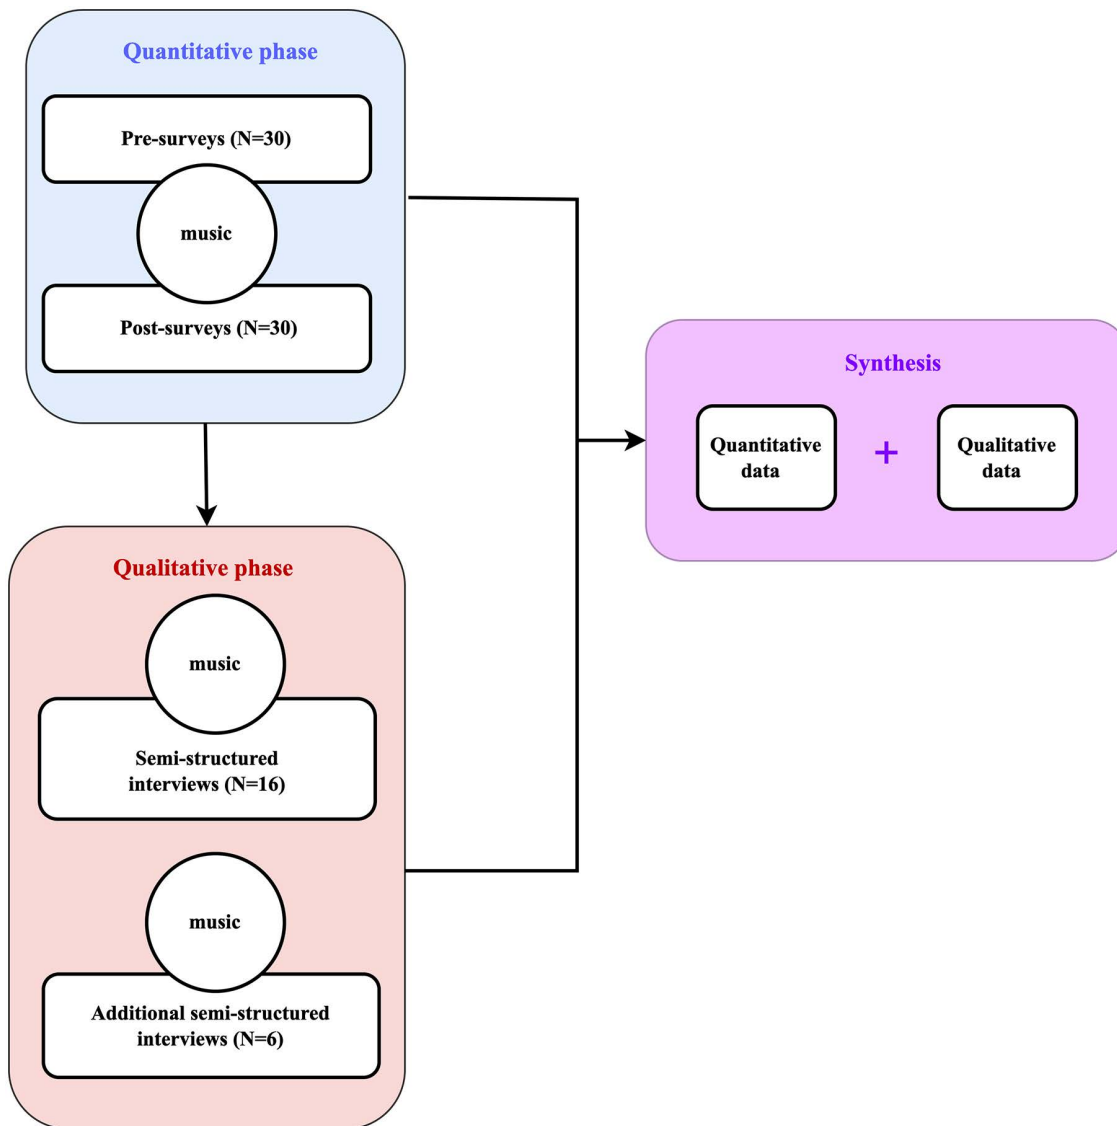 Quantitative phase
Pre-surveys (N=30)
music
Post-surveys (N=30)
Qualitative phase
music
Semi-structured
interviews (N=16)
music
Additional semi-structured
interviews (N=6)
Synthesis
Quantitative
data
+
Qualitative
data